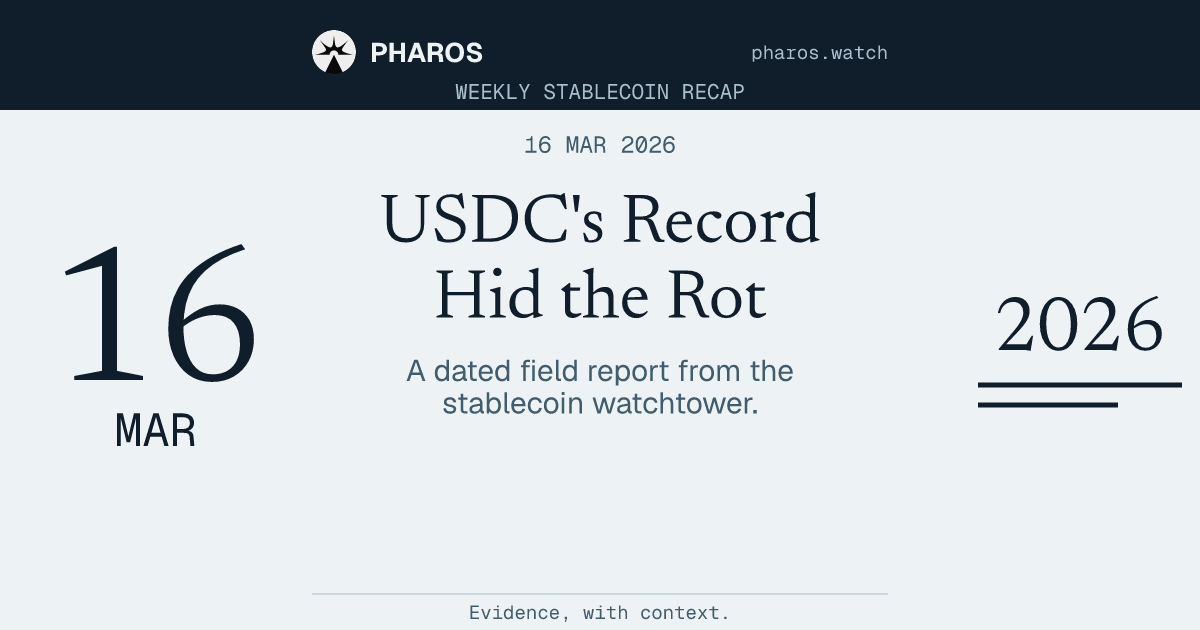 PHAROS
pharos.watch
WEEKLY STABLECOIN RECAP
16 MAR 2026
USDC's Record
Hid the Rot
A dated field report from the
stablecoin watchtower.
16
MAR
2026
Evidence, with context.